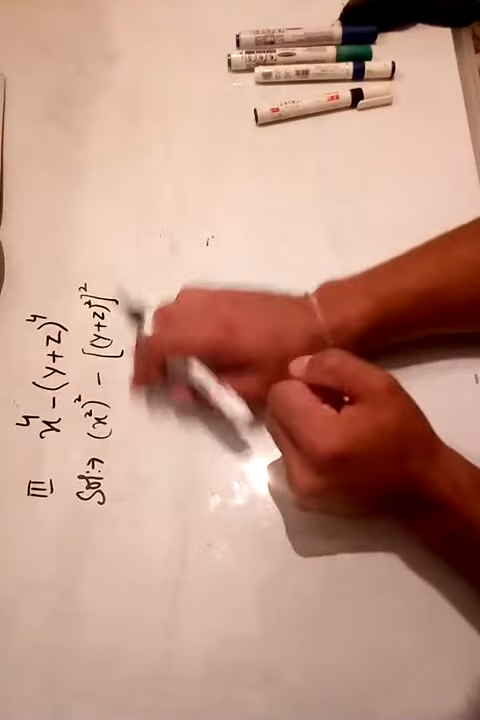 III x⁴ - (y+z)⁴
Sol:→ (x²)² - [(y+z)²]²